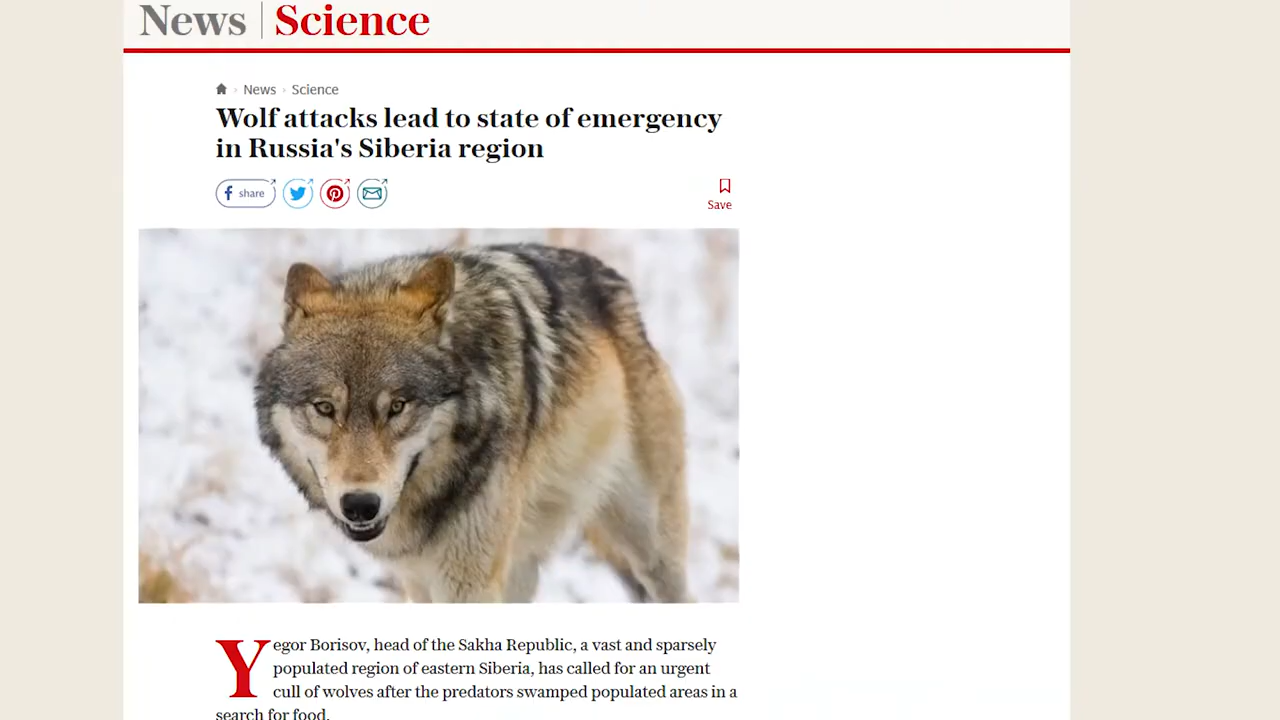 News | Science
News › Science
Wolf attacks lead to state of emergency
in Russia's Siberia region
share
Save
Yegor Borisov, head of the Sakha Republic, a vast and sparsely
populated region of eastern Siberia, has called for an urgent
cull of wolves after the predators swamped populated areas in a
search for food.